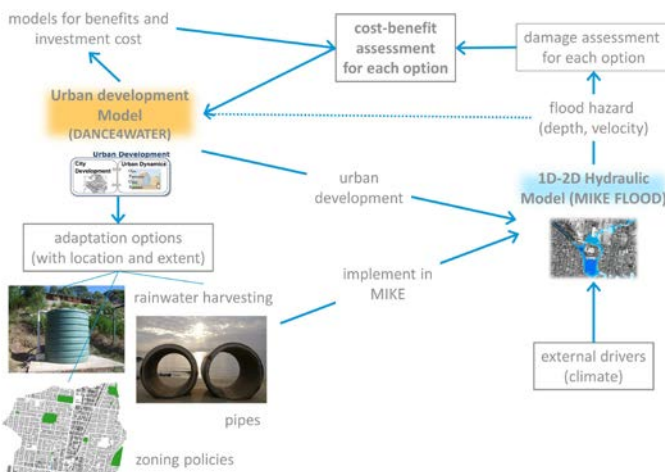 models for benefits and
investment cost
cost-benefit
assessment
for each option
damage assessment
for each option
Urban development
Model
(DANCE4WATER)
flood hazard
(depth, velocity)
Urban Development
City
Development
Urban Dynamics
urban
development
1D-2D Hydraulic
Model (MIKE FLOOD)
adaptation options
(with location and extent)
rainwater harvesting
implement in
MIKE
pipes
external drivers
(climate)
zoning policies